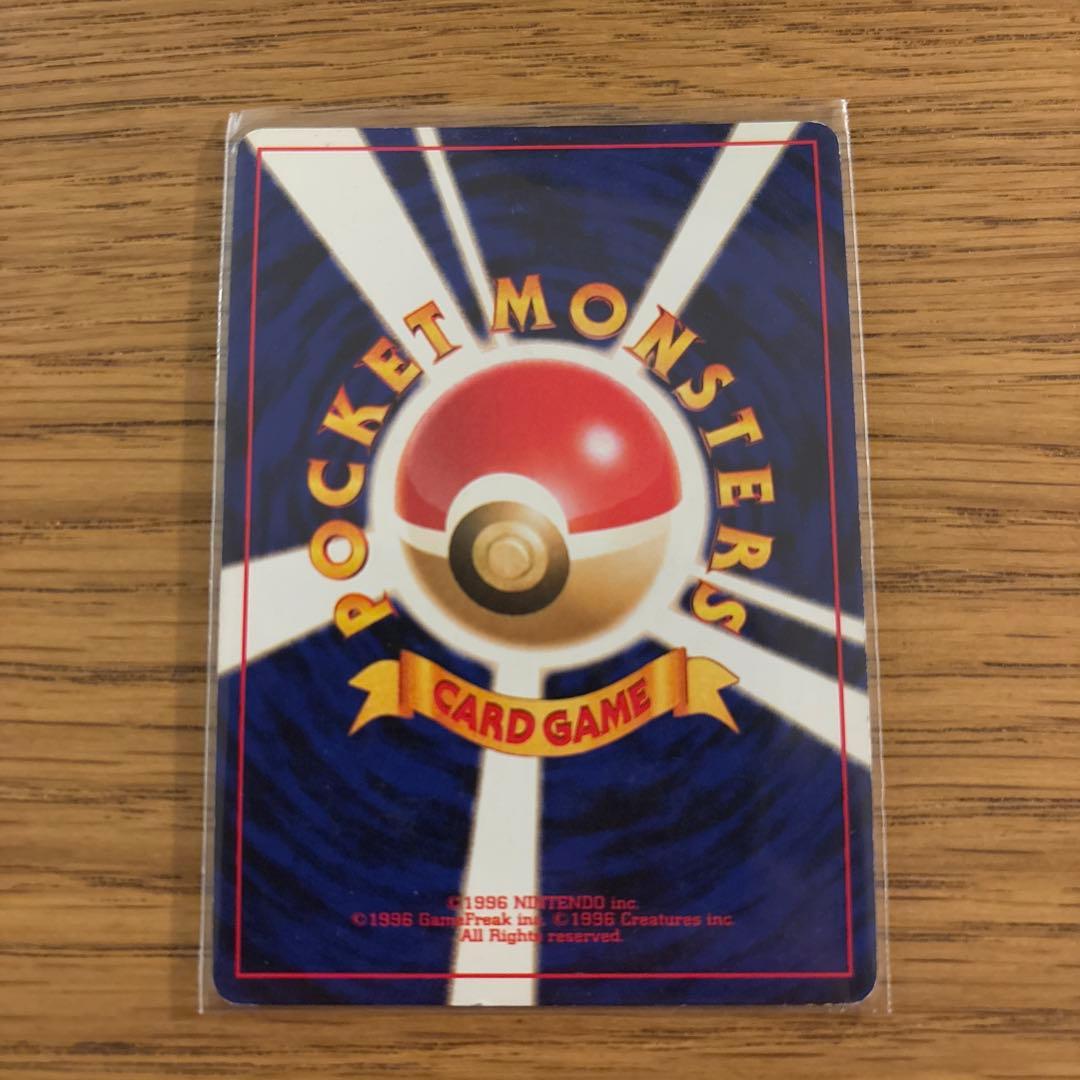 POCKET MONSTERS
CARD GAME
©1996 NINTENDO inc.
©1996 GameFreak inc. ©1996 Creatures inc.
All Rights reserved.